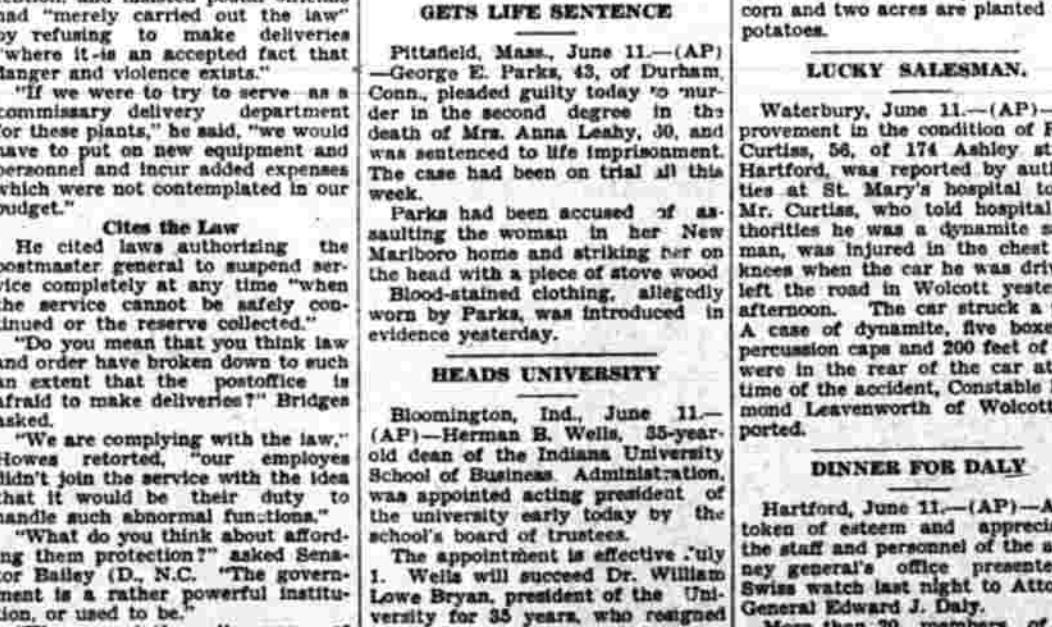 had "merely carried out the law"
by refusing to make deliveries
"where it is an accepted fact that
danger and violence exists."
"If we were to try to serve as a
commissary delivery department
for these plants," he said, "we would
have to put on new equipment and
personnel and incur added expenses
which were not contemplated in our
budget."
Cites the Law
He cited laws authorizing the
postmaster general to suspend ser-
vice completely at any time "when
the service cannot be safely con-
tinued or the reserve collected."
"Do you mean that you think law
and order have broken down to such
an extent that the postoffice is
afraid to make deliveries?" Bridges
asked.
"We are complying with the law,"
Howes retorted, "our employes
didn't join the service with the idea
that it would be their duty to
handle such abnormal functions."
"What do you think about afford-
ing them protection?" asked Sena-
tor Bailey (D., N.C. "The govern-
ment is a rather powerful institu-
tion, or used to be."
GETS LIFE SENTENCE
Pittsfield, Mass., June 11.—(AP)
—George E. Parks, 43, of Durham,
Conn., pleaded guilty today to mur-
der in the second degree in the
death of Mrs. Anna Leahy, 30, and
was sentenced to life imprisonment.
The case had been on trial all this
week.
Parks had been accused of as-
saulting the woman in her New
Marlboro home and striking her on
the head with a piece of stove wood
Blood-stained clothing, allegedly
worn by Parks, was introduced in
evidence yesterday.
HEADS UNIVERSITY
Bloomington, Ind., June 11.—
(AP)—Herman B. Wells, 35-year-
old dean of the Indiana University
School of Business Administration,
was appointed acting president of
the university early today by the
school's board of trustees.
The appointment is effective July
1. Wells will succeed Dr. William
Lowe Bryan, president of the Uni-
versity for 35 years, who resigned
corn and two acres are planted
potatoes.
LUCKY SALESMAN.
Waterbury, June 11.—(AP)—
provement in the condition of
Curtiss, 56, of 174 Ashley st
Hartford, was reported by auth
ties at St. Mary's hospital to
Mr. Curtiss, who told hospital
thorities he was a dynamite s
man, was injured in the chest
knees when the car he was driv
left the road in Wolcott yeste
afternoon. The car struck a
A case of dynamite, five boxe
percussion caps and 200 feet of
were in the rear of the car at
time of the accident, Constable
mond Leavenworth of Wolcott
ported.
DINNER FOR DALY
Hartford, June 11.—(AP)—A
token of esteem and apprecia
the staff and personnel of the a
ney general's office presente
Swiss watch last night to Atto
General Edward J. Daly.
More than 20 members of